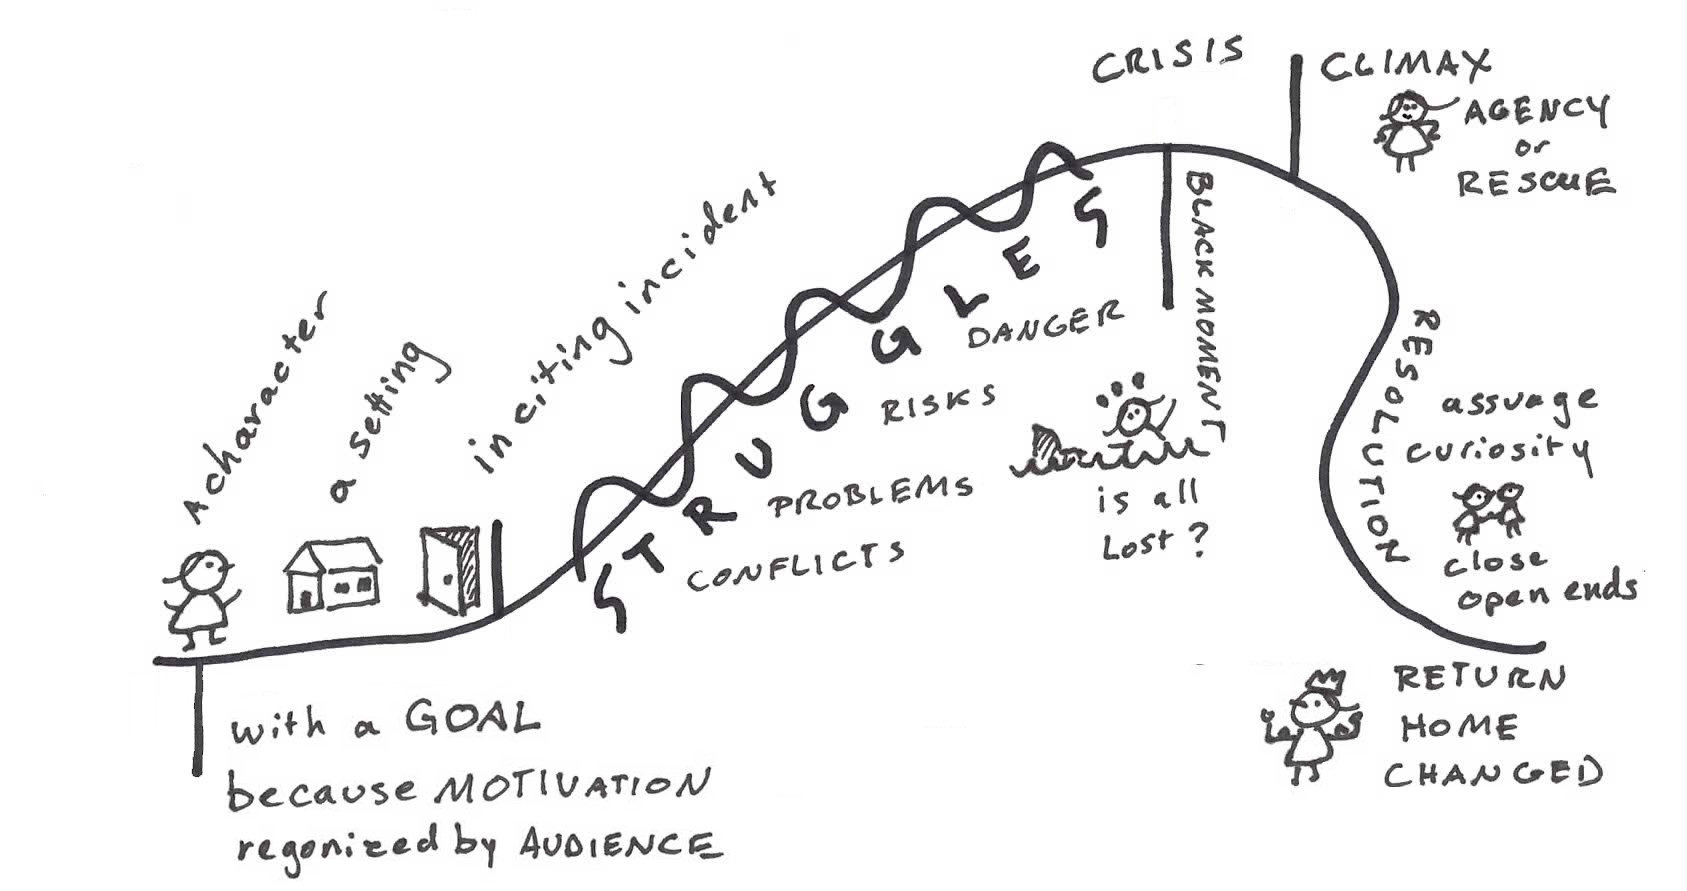 A character
a setting
inciting incident
with a GOAL
because MOTIVATION
regonized by AUDIENCE
STRUGGLES
CONFLICTS
PROBLEMS
RISKS
DANGER
CRISIS
BLACK MOMENT
is all
Lost?
CLIMAX
AGENCY
or
RESCUE
RESOLUTION
assuage
curiosity
close
open ends
RETURN
HOME
CHANGED